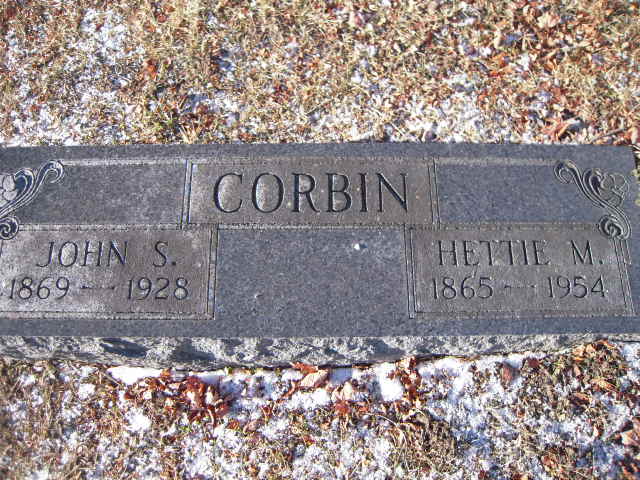 CORBIN
JOHN S.
1869 — 1928
HETTIE M.
1865 — 1954